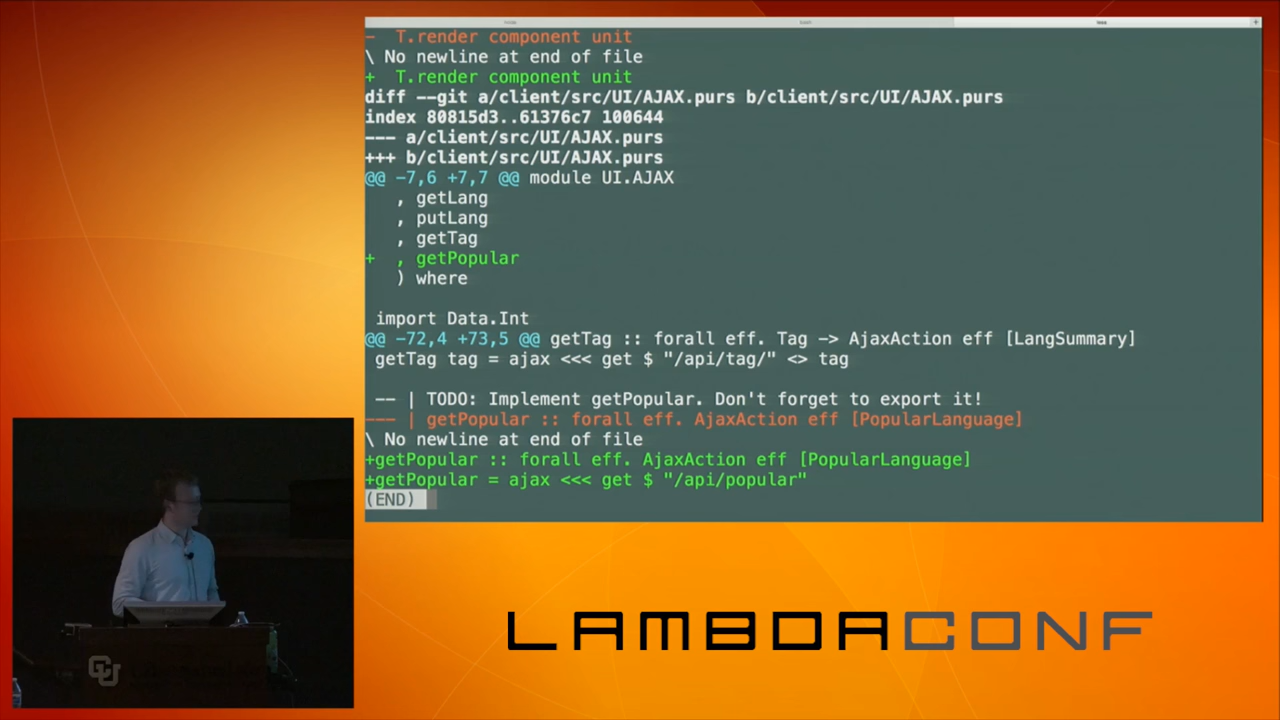 -  T.render component unit
\ No newline at end of file
+  T.render component unit
diff --git a/client/src/UI/AJAX.purs b/client/src/UI/AJAX.purs
index 80815d3..61376c7 100644
--- a/client/src/UI/AJAX.purs
+++ b/client/src/UI/AJAX.purs
@@ -7,6 +7,7 @@ module UI.AJAX
   , getLang
   , putLang
   , getTag
+  , getPopular
   ) where

 import Data.Int
@@ -72,4 +73,5 @@ getTag :: forall eff. Tag -> AjaxAction eff [LangSummary]
 getTag tag = ajax <<< get $ "/api/tag/" <> tag

 -- | TODO: Implement getPopular. Don't forget to export it!
--- | getPopular :: forall eff. AjaxAction eff [PopularLanguage]
\ No newline at end of file
+getPopular :: forall eff. AjaxAction eff [PopularLanguage]
+getPopular = ajax <<< get $ "/api/popular"
(END)
LAMBDACONF